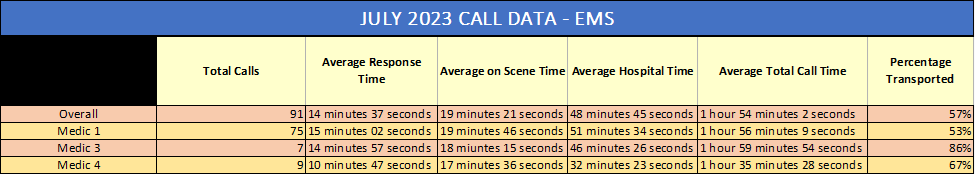 JULY 2023 CALL DATA - EMS
Total Calls Average Response Time Average on Scene Time Average Hospital Time Average Total Call Time Percentage Transported
Overall 91 14 minutes 37 seconds 19 minutes 21 seconds 48 minutes 45 seconds 1 hour 54 minutes 2 seconds 57%
Medic 1 75 15 minutes 02 seconds 19 minutes 46 seconds 51 minutes 34 seconds 1 hour 56 minutes 9 seconds 53%
Medic 3 7 14 minutes 57 seconds 18 miuntes 15 seconds 46 minutes 26 seconds 1 hour 59 minutes 54 seconds 86%
Medic 4 9 10 minutes 47 seconds 17 minutes 36 seconds 32 minutes 23 seconds 1 hour 35 minutes 28 seconds 67%